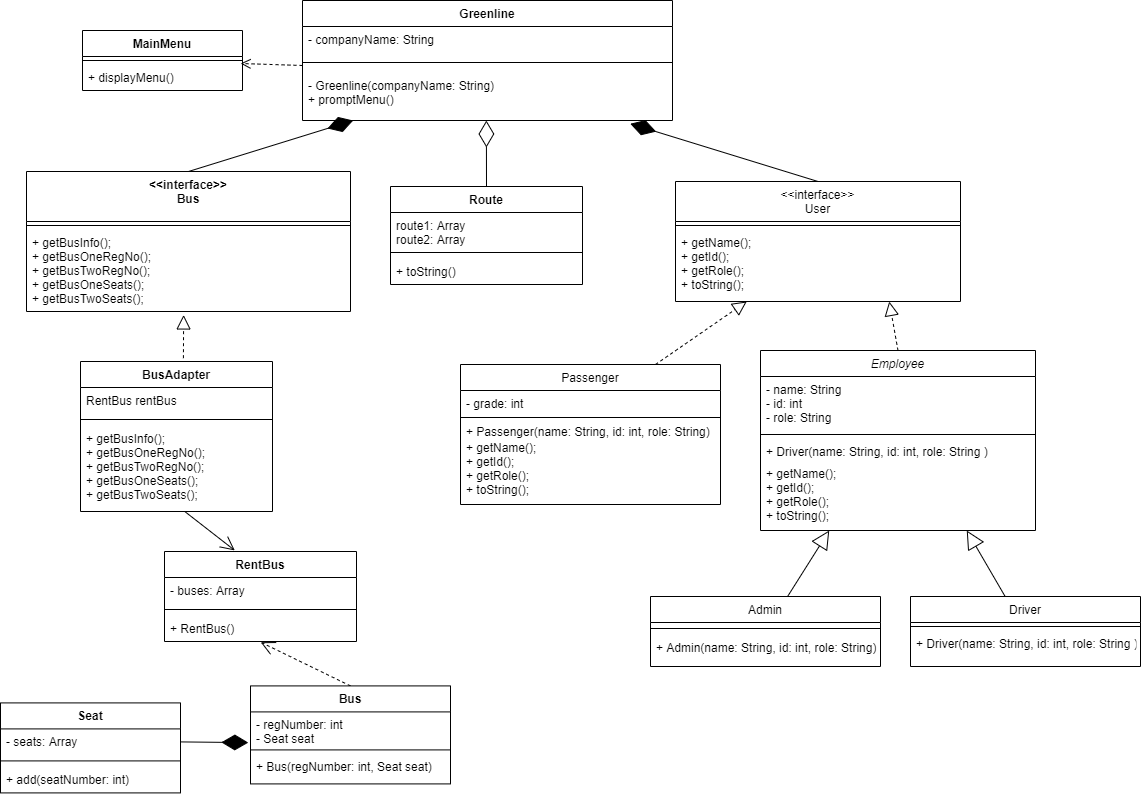 Greenline
- companyName: String
- Greenline(companyName: String)
+ promptMenu()
MainMenu
+ displayMenu()
<<interface>>
Bus
+ getBusInfo();
+ getBusOneRegNo();
+ getBusTwoRegNo();
+ getBusOneSeats();
+ getBusTwoSeats();
Route
route1: Array
route2: Array
+ toString()
<<interface>>
User
+ getName();
+ getId();
+ getRole();
+ toString();
BusAdapter
RentBus rentBus
+ getBusInfo();
+ getBusOneRegNo();
+ getBusTwoRegNo();
+ getBusOneSeats();
+ getBusTwoSeats();
Passenger
- grade: int
+ Passenger(name: String, id: int, role: String)
+ getName();
+ getId();
+ getRole();
+ toString();
Employee
- name: String
- id: int
- role: String
+ Driver(name: String, id: int, role: String )
+ getName();
+ getId();
+ getRole();
+ toString();
RentBus
- buses: Array
+ RentBus()
Admin
+ Admin(name: String, id: int, role: String)
Driver
+ Driver(name: String, id: int, role: String )
Seat
- seats: Array
+ add(seatNumber: int)
Bus
- regNumber: int
- Seat seat
+ Bus(regNumber: int, Seat seat)